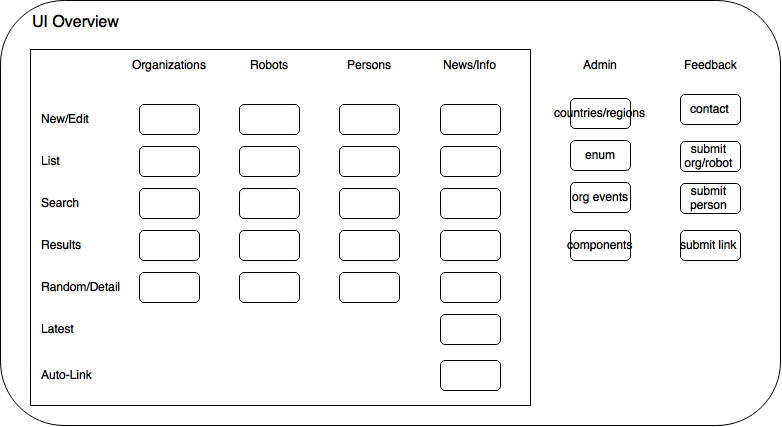 UI Overview
Organizations Robots Persons News/Info Admin Feedback
New/Edit countries/regions contact
List enum submit
org/robot
Search org events submit
person
Results components submit link
Random/Detail
Latest
Auto-Link